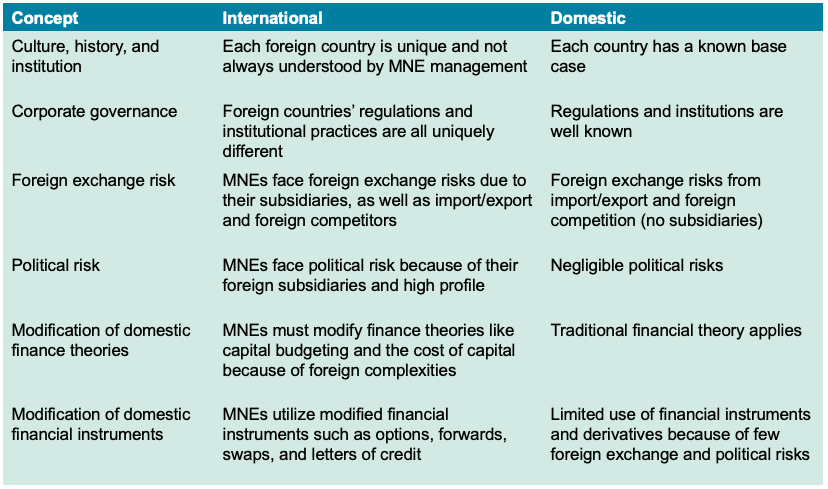 Concept
International
Domestic
Culture, history, and
institution
Each foreign country is unique and not
always understood by MNE management
Each country has a known base
case
Corporate governance
Foreign countries’ regulations and
institutional practices are all uniquely
different
Regulations and institutions are
well known
Foreign exchange risk
MNEs face foreign exchange risks due to
their subsidiaries, as well as import/export
and foreign competitors
Foreign exchange risks from
import/export and foreign
competition (no subsidiaries)
Political risk
MNEs face political risk because of their
foreign subsidiaries and high profile
Negligible political risks
Modification of domestic
finance theories
MNEs must modify finance theories like
capital budgeting and the cost of capital
because of foreign complexities
Traditional financial theory applies
Modification of domestic
financial instruments
MNEs utilize modified financial
instruments such as options, forwards,
swaps, and letters of credit
Limited use of financial instruments
and derivatives because of few
foreign exchange and political risks